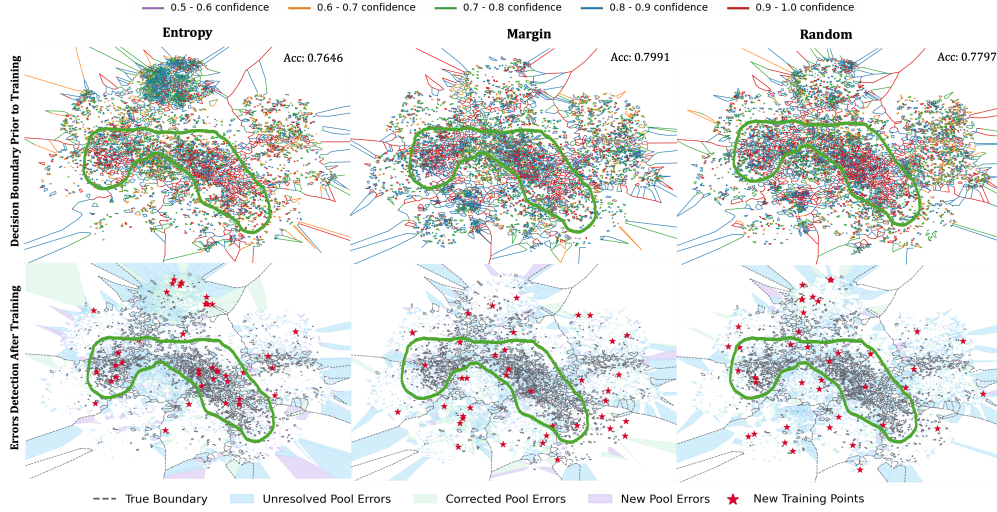 0.5 - 0.6 confidence 0.6 - 0.7 confidence 0.7 - 0.8 confidence 0.8 - 0.9 confidence 0.9 - 1.0 confidence
Entropy Margin Random
Acc: 0.7646 Acc: 0.7991 Acc: 0.7797
Decision Boundary Prior to Training
Errors Detection After Training
True Boundary Unresolved Pool Errors Corrected Pool Errors New Pool Errors New Training Points